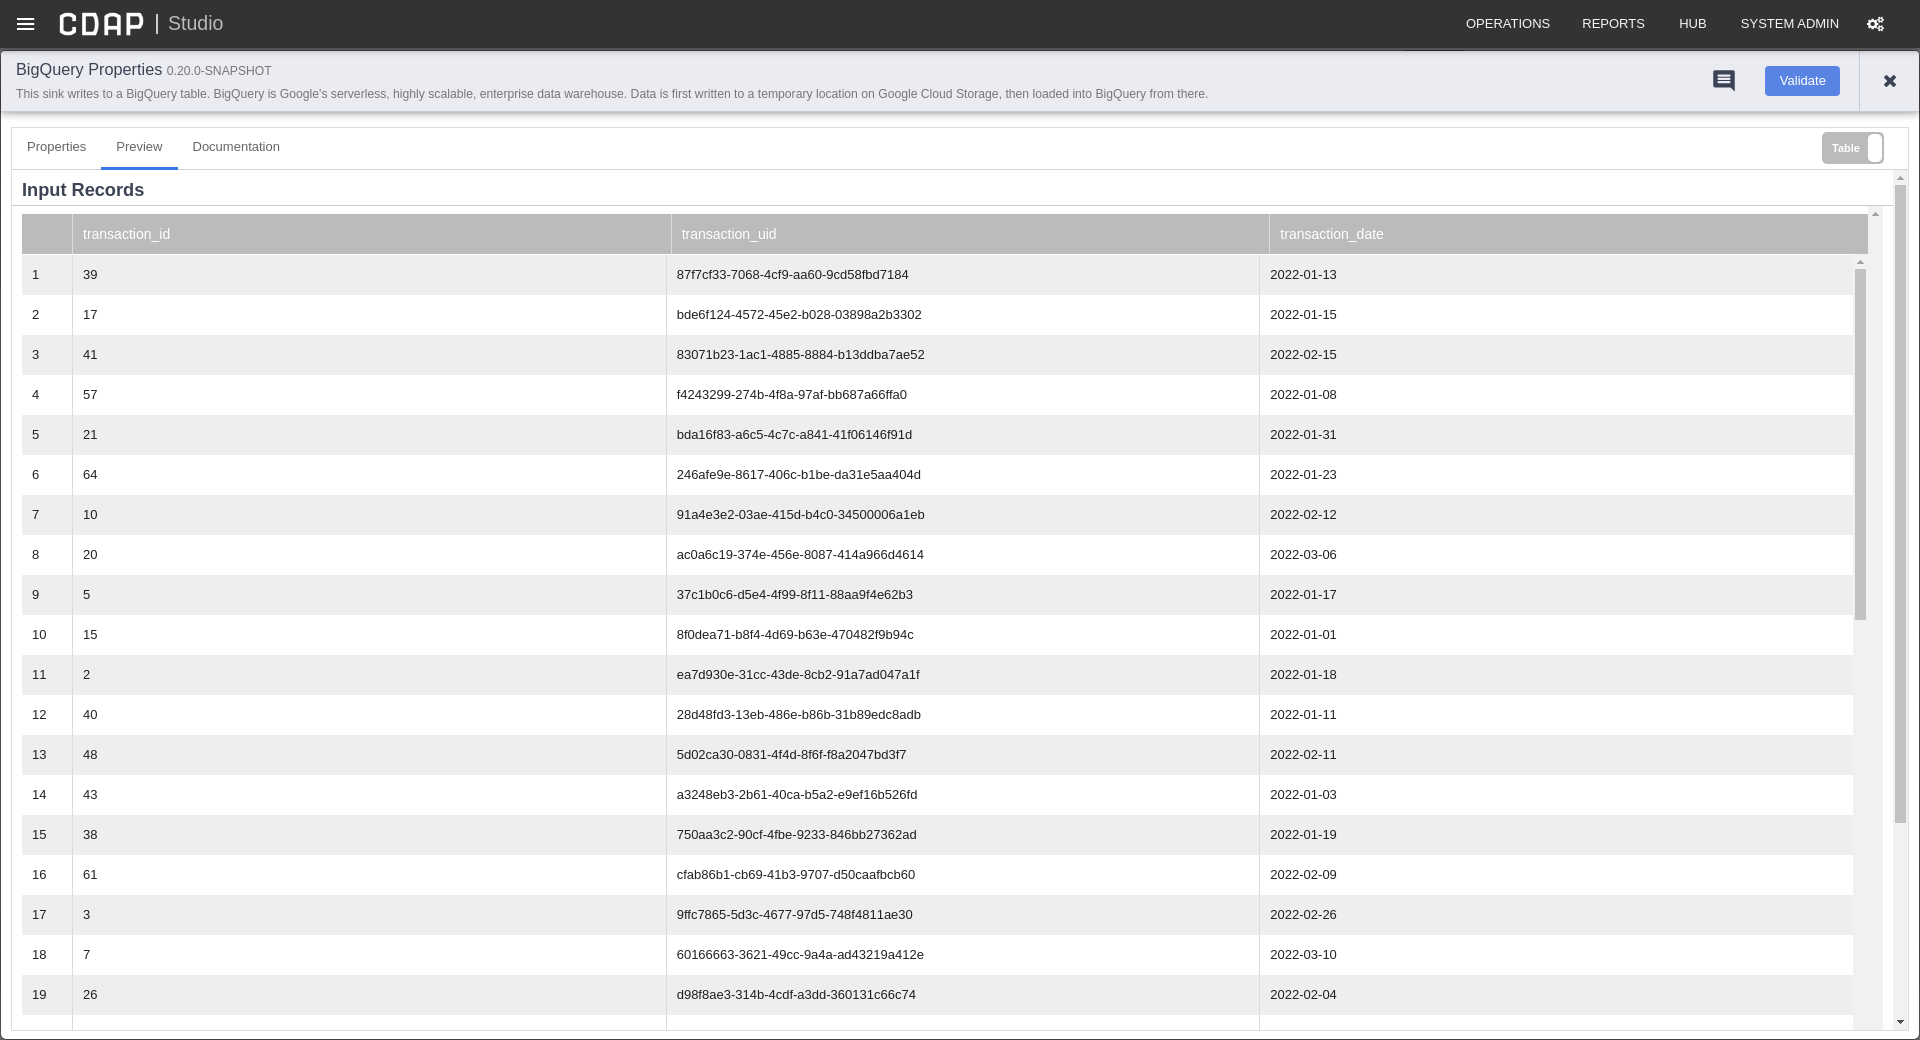 CDAP | Studio OPERATIONS REPORTS HUB SYSTEM ADMIN
BigQuery Properties 0.20.0-SNAPSHOT
This sink writes to a BigQuery table. BigQuery is Google's serverless, highly scalable, enterprise data warehouse. Data is first written to a temporary location on Google Cloud Storage, then loaded into BigQuery from there.
Validate
Properties Preview Documentation Table
Input Records
transaction_id transaction_uid transaction_date
1 39 87f7cf33-7068-4cf9-aa60-9cd58fbd7184 2022-01-13
2 17 bde6f124-4572-45e2-b028-03898a2b3302 2022-01-15
3 41 83071b23-1ac1-4885-8884-b13ddba7ae52 2022-02-15
4 57 f4243299-274b-4f8a-97af-bb687a66ffa0 2022-01-08
5 21 bda16f83-a6c5-4c7c-a841-41f06146f91d 2022-01-31
6 64 246afe9e-8617-406c-b1be-da31e5aa404d 2022-01-23
7 10 91a4e3e2-03ae-415d-b4c0-34500006a1eb 2022-02-12
8 20 ac0a6c19-374e-456e-8087-414a966d4614 2022-03-06
9 5 37c1b0c6-d5e4-4f99-8f11-88aa9f4e62b3 2022-01-17
10 15 8f0dea71-b8f4-4d69-b63e-470482f9b94c 2022-01-01
11 2 ea7d930e-31cc-43de-8cb2-91a7ad047a1f 2022-01-18
12 40 28d48fd3-13eb-486e-b86b-31b89edc8adb 2022-01-11
13 48 5d02ca30-0831-4f4d-8f6f-f8a2047bd3f7 2022-02-11
14 43 a3248eb3-2b61-40ca-b5a2-e9ef16b526fd 2022-01-03
15 38 750aa3c2-90cf-4fbe-9233-846bb27362ad 2022-01-19
16 61 cfab86b1-cb69-41b3-9707-d50caafbcb60 2022-02-09
17 3 9ffc7865-5d3c-4677-97d5-748f4811ae30 2022-02-26
18 7 60166663-3621-49cc-9a4a-ad43219a412e 2022-03-10
19 26 d98f8ae3-314b-4cdf-a3dd-360131c66c74 2022-02-04